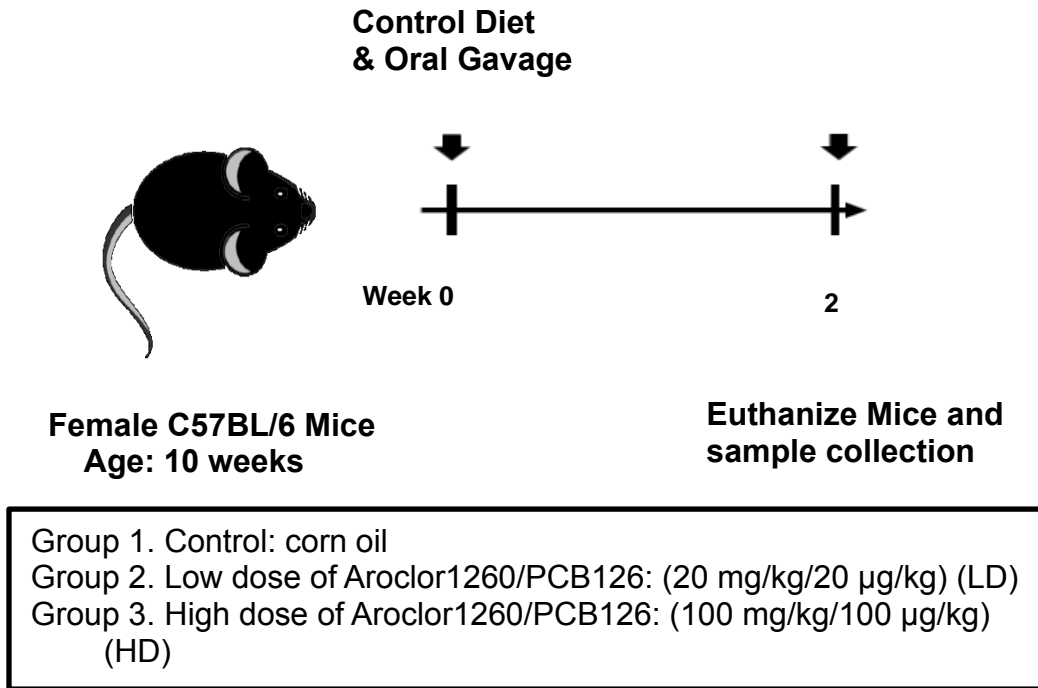 Control Diet
& Oral Gavage
Week 0
2
Female C57BL/6 Mice
Age: 10 weeks
Euthanize Mice and
sample collection
Group 1. Control: corn oil
Group 2. Low dose of Aroclor1260/PCB126: (20 mg/kg/20 µg/kg) (LD)
Group 3. High dose of Aroclor1260/PCB126: (100 mg/kg/100 µg/kg)
(HD)